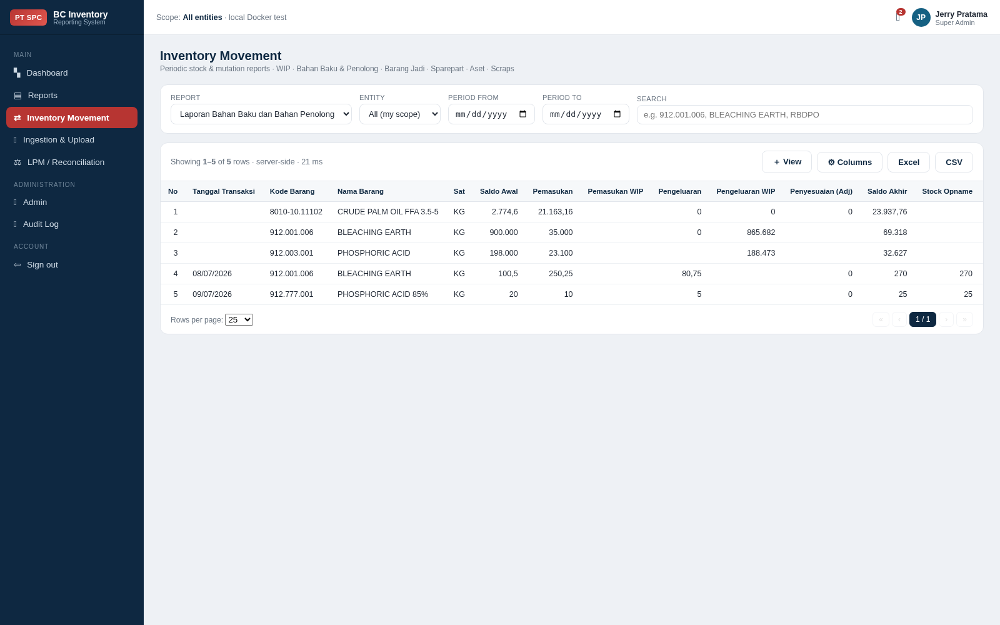 PT SPC
BC Inventory
Reporting System
Scope: All entities · local Docker test
2
JP
Jerry Pratama
Super Admin
MAIN
Dashboard
Reports
Inventory Movement
Ingestion & Upload
LPM / Reconciliation
ADMINISTRATION
Admin
Audit Log
ACCOUNT
Sign out
Inventory Movement
Periodic stock & mutation reports · WIP · Bahan Baku & Penolong · Barang Jadi · Sparepart · Aset · Scraps
REPORT ENTITY PERIOD FROM PERIOD TO SEARCH
Laporan Bahan Baku dan Bahan Penolong All (my scope) mm/dd/yyyy mm/dd/yyyy e.g. 912.001.006, BLEACHING EARTH, RBDPO
Showing 1–5 of 5 rows · server-side · 21 ms
+ View ⚙ Columns Excel CSV
No Tanggal Transaksi Kode Barang Nama Barang Sat Saldo Awal Pemasukan Pemasukan WIP Pengeluaran Pengeluaran WIP Penyesuaian (Adj) Saldo Akhir Stock Opname
1 8010-10.11102 CRUDE PALM OIL FFA 3.5-5 KG 2.774,6 21.163,16 0 0 0 23.937,76
2 912.001.006 BLEACHING EARTH KG 900.000 35.000 0 865.682 69.318
3 912.003.001 PHOSPHORIC ACID KG 198.000 23.100 188.473 32.627
4 08/07/2026 912.001.006 BLEACHING EARTH KG 100,5 250,25 80,75 0 270 270
5 09/07/2026 912.777.001 PHOSPHORIC ACID 85% KG 20 10 5 0 25 25
Rows per page: 25
« ‹ 1 / 1 › »